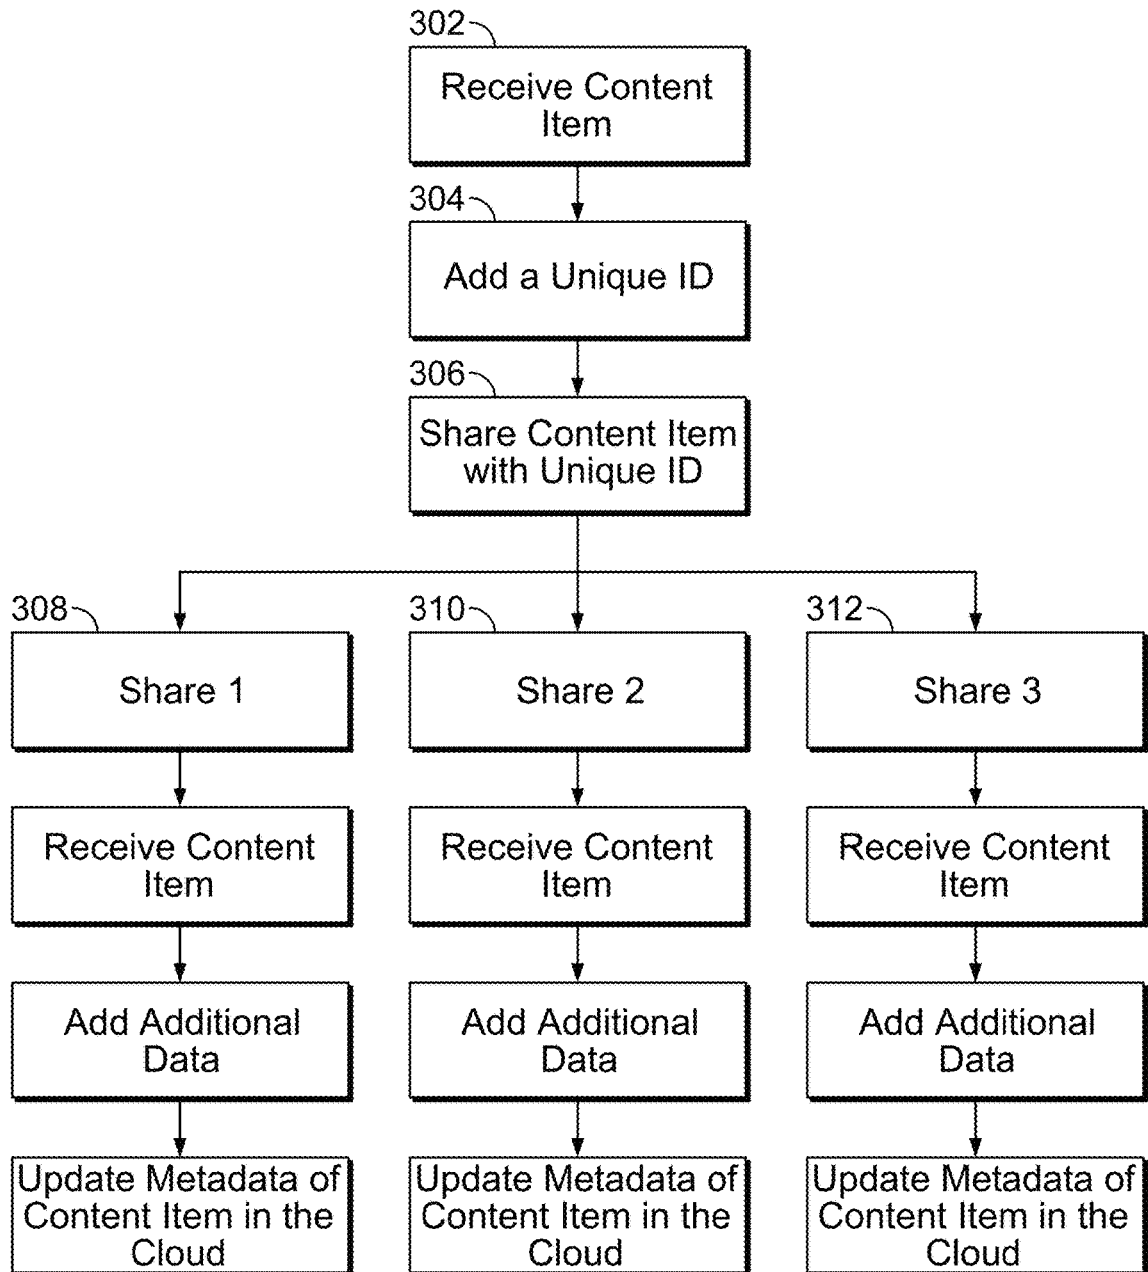 302
Receive Content
Item
304
Add a Unique ID
306
Share Content Item
with Unique ID
308
Share 1
310
Share 2
312
Share 3
Receive Content
Item
Receive Content
Item
Receive Content
Item
Add Additional
Data
Add Additional
Data
Add Additional
Data
Update Metadata of
Content Item in the
Cloud
Update Metadata of
Content Item in the
Cloud
Update Metadata of
Content Item in the
Cloud